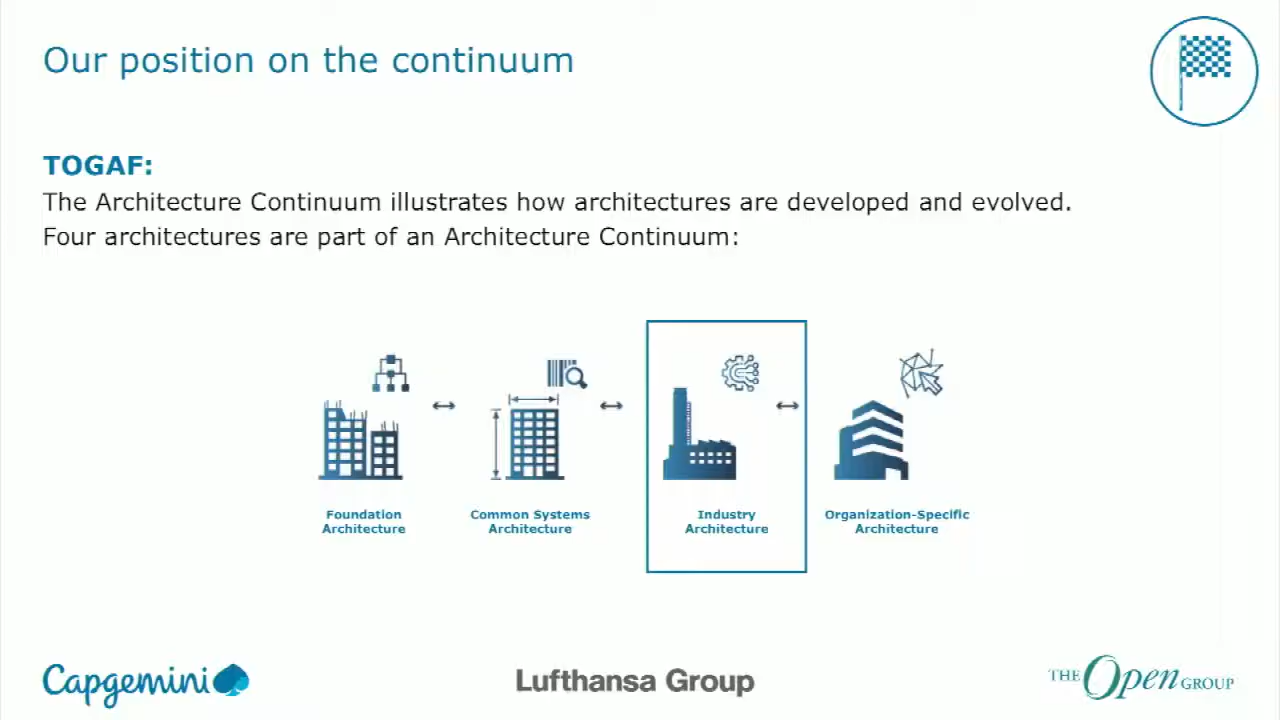 Our position on the continuum
TOGAF:
The Architecture Continuum illustrates how architectures are developed and evolved.
Four architectures are part of an Architecture Continuum:
Foundation
Architecture
Common Systems
Architecture
Industry
Architecture
Organization-Specific
Architecture
Capgemini
Lufthansa Group
THE Open GROUP